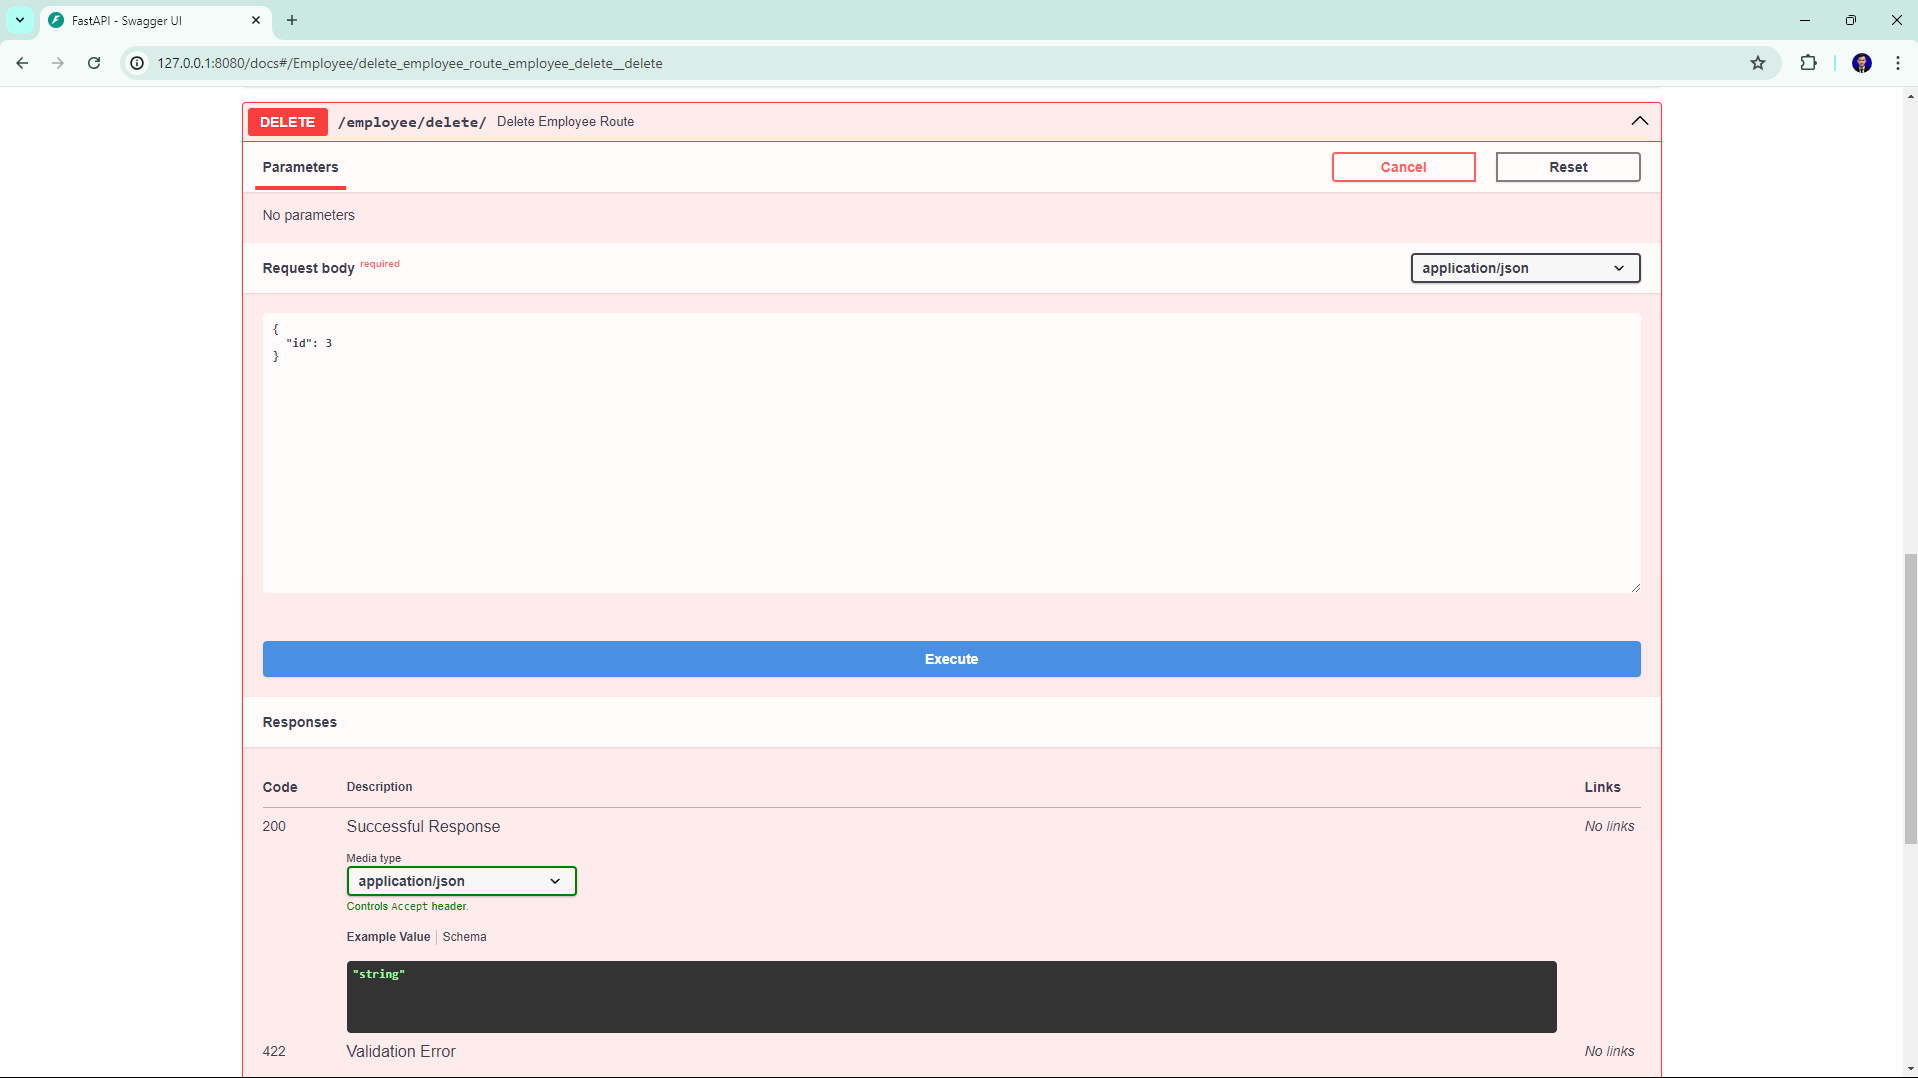 FastAPI - Swagger UI
127.0.0.1:8080/docs#/Employee/delete_employee_route_employee_delete__delete
DELETE /employee/delete/ Delete Employee Route
Parameters Cancel Reset
No parameters
Request body required application/json
{
  "id": 3
}
Execute
Responses
Code Description Links
200 Successful Response No links
Media type
application/json
Controls Accept header.
Example Value Schema
"string"
422 Validation Error No links